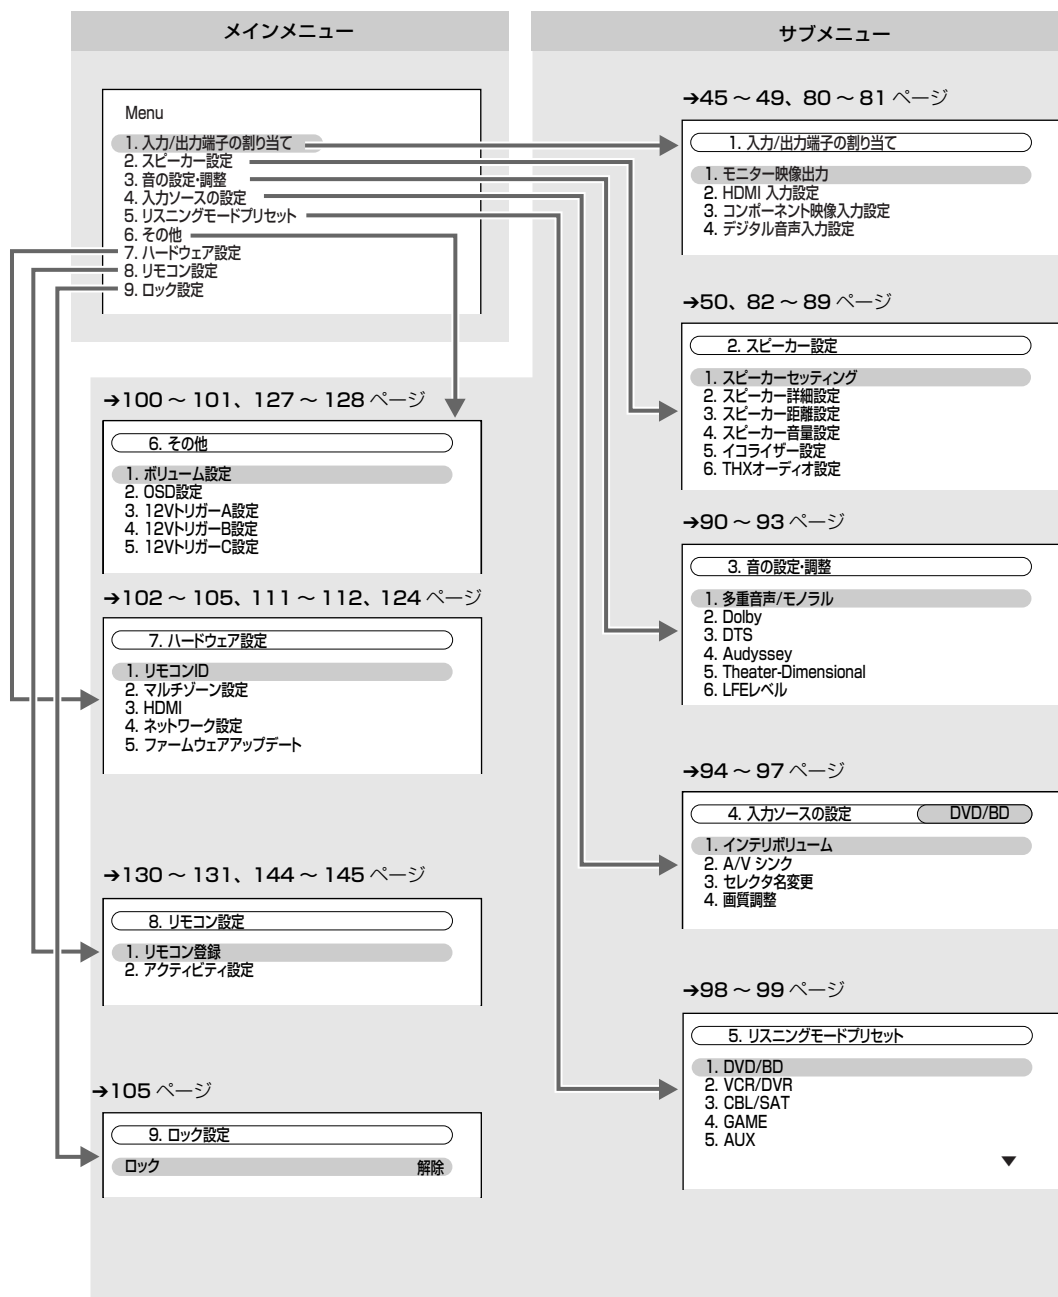 メインメニュー
Menu
1. 入力/出力端子の割り当て
2. スピーカー設定
3. 音の設定・調整
4. 入力ソースの設定
5. リスニングモードプリセット
6. その他
7. ハードウェア設定
8. リモコン設定
9. ロック設定
サブメニュー
➔45 ～ 49、80 ～ 81 ページ
1. 入力/出力端子の割り当て
1. モニター映像出力
2. HDMI 入力設定
3. コンポーネント映像入力設定
4. デジタル音声入力設定
➔50、82 ～ 89 ページ
2. スピーカー設定
1. スピーカーセッティング
2. スピーカー詳細設定
3. スピーカー距離設定
4. スピーカー音量設定
5. イコライザー設定
6. THXオーディオ設定
➔90 ～ 93 ページ
3. 音の設定・調整
1. 多重音声/モノラル
2. Dolby
3. DTS
4. Audyssey
5. Theater-Dimensional
6. LFEレベル
➔94 ～ 97 ページ
4. 入力ソースの設定 DVD/BD
1. インテリボリューム
2. A/V シンク
3. セレクタ名変更
4. 画質調整
➔98 ～ 99 ページ
5. リスニングモードプリセット
1. DVD/BD
2. VCR/DVR
3. CBL/SAT
4. GAME
5. AUX
➔100 ～ 101、127 ～ 128 ページ
6. その他
1. ボリューム設定
2. OSD設定
3. 12VトリガーA設定
4. 12VトリガーB設定
5. 12VトリガーC設定
➔102 ～ 105、111 ～ 112、124 ページ
7. ハードウェア設定
1. リモコンID
2. マルチゾーン設定
3. HDMI
4. ネットワーク設定
5. ファームウェアアップデート
➔130 ～ 131、144 ～ 145 ページ
8. リモコン設定
1. リモコン登録
2. アクティビティ設定
➔105 ページ
9. ロック設定
ロック 解除